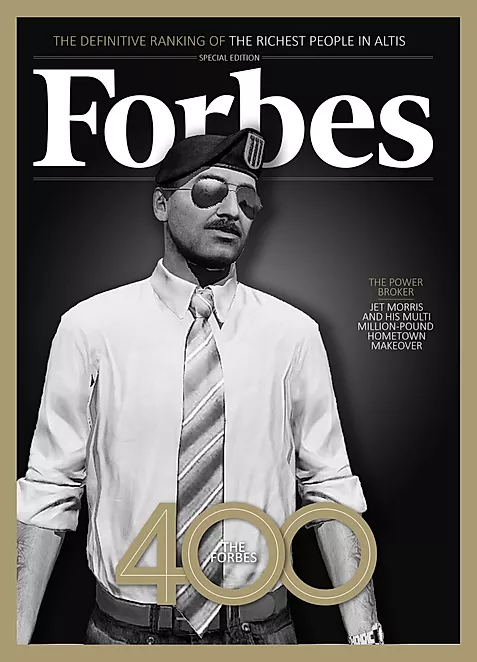 THE DEFINITIVE RANKING OF THE RICHEST PEOPLE IN ALTIS
SPECIAL EDITION
Forbes
THE POWER
BROKER
JET MORRIS
AND HIS MULTI
MILLION-POUND
HOMETOWN
MAKEOVER
400
THE
FORBES